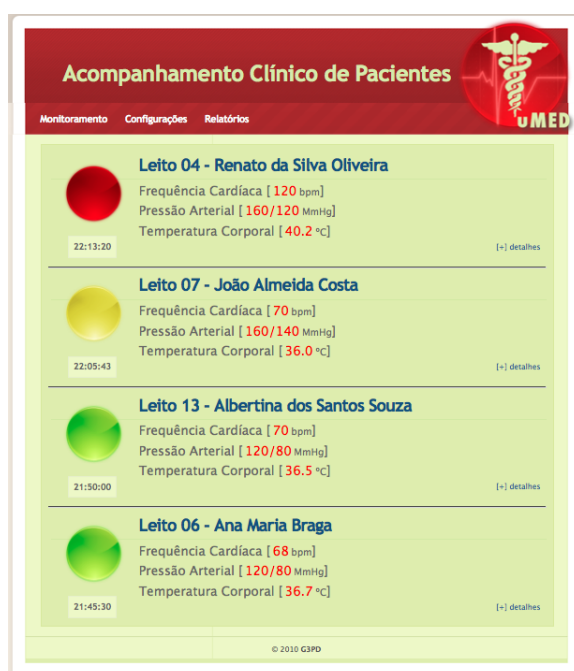 Acompanhamento Clínico de Pacientes
uMED
Monitoramento Configurações Relatórios
Leito 04 - Renato da Silva Oliveira
Frequência Cardíaca [ 120 bpm]
Pressão Arterial [ 160/120 MmHg]
Temperatura Corporal [ 40.2 ºC]
22:13:20
[+] detalhes
Leito 07 - João Almeida Costa
Frequência Cardíaca [ 70 bpm]
Pressão Arterial [ 160/140 MmHg]
Temperatura Corporal [ 36.0 ºC]
22:05:43
[+] detalhes
Leito 13 - Albertina dos Santos Souza
Frequência Cardíaca [ 70 bpm]
Pressão Arterial [ 120/80 MmHg]
Temperatura Corporal [ 36.5 ºC]
21:50:00
[+] detalhes
Leito 06 - Ana Maria Braga
Frequência Cardíaca [ 68 bpm]
Pressão Arterial [ 120/80 MmHg]
Temperatura Corporal [ 36.7 ºC]
21:45:30
[+] detalhes
© 2010 G3PD